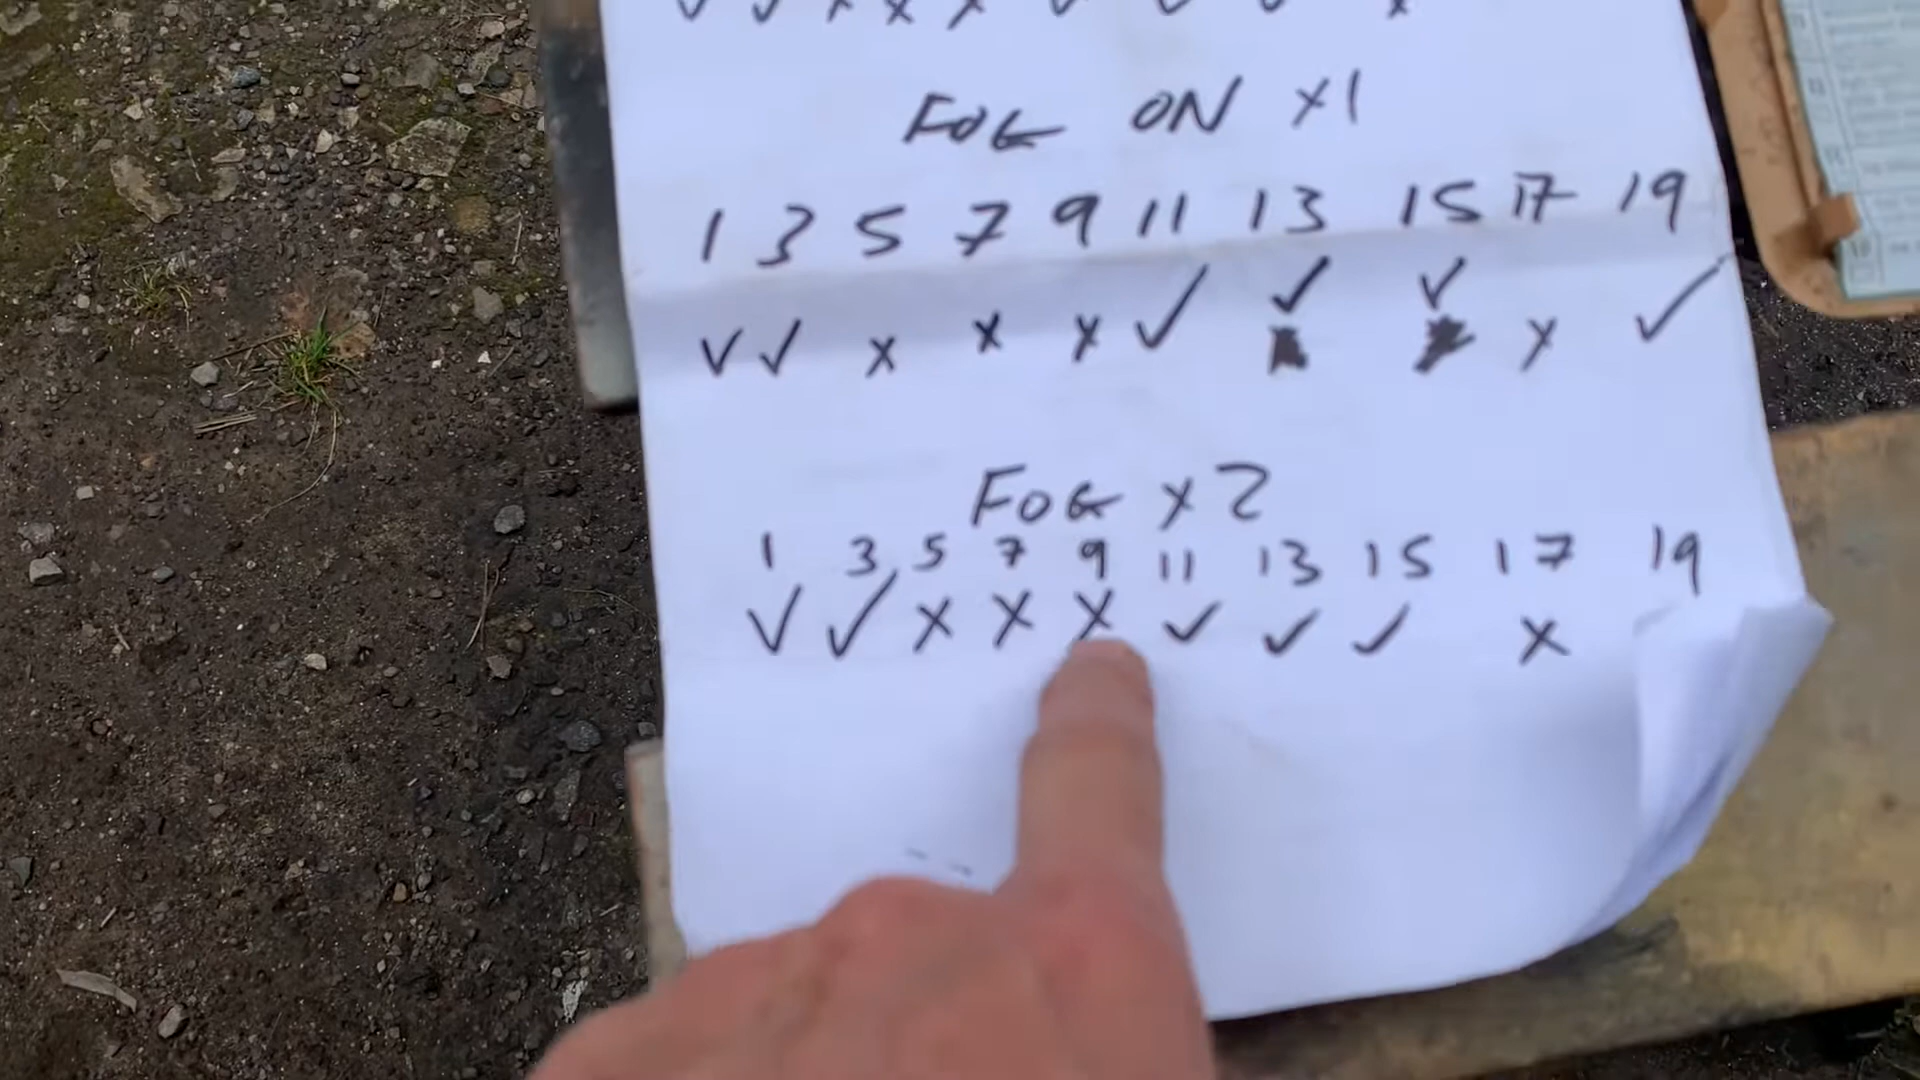 ✓ ✓ x x x ✓ ✓ ✓ x
FOG ON x1
1 3 5 7 9 11 13 15 17 19
✓ ✓
✓ ✓ x x x ✓ x ✓
FOG x2
1 3 5 7 9 11 13 15 17 19
✓ ✓ x x x ✓ ✓ ✓ x